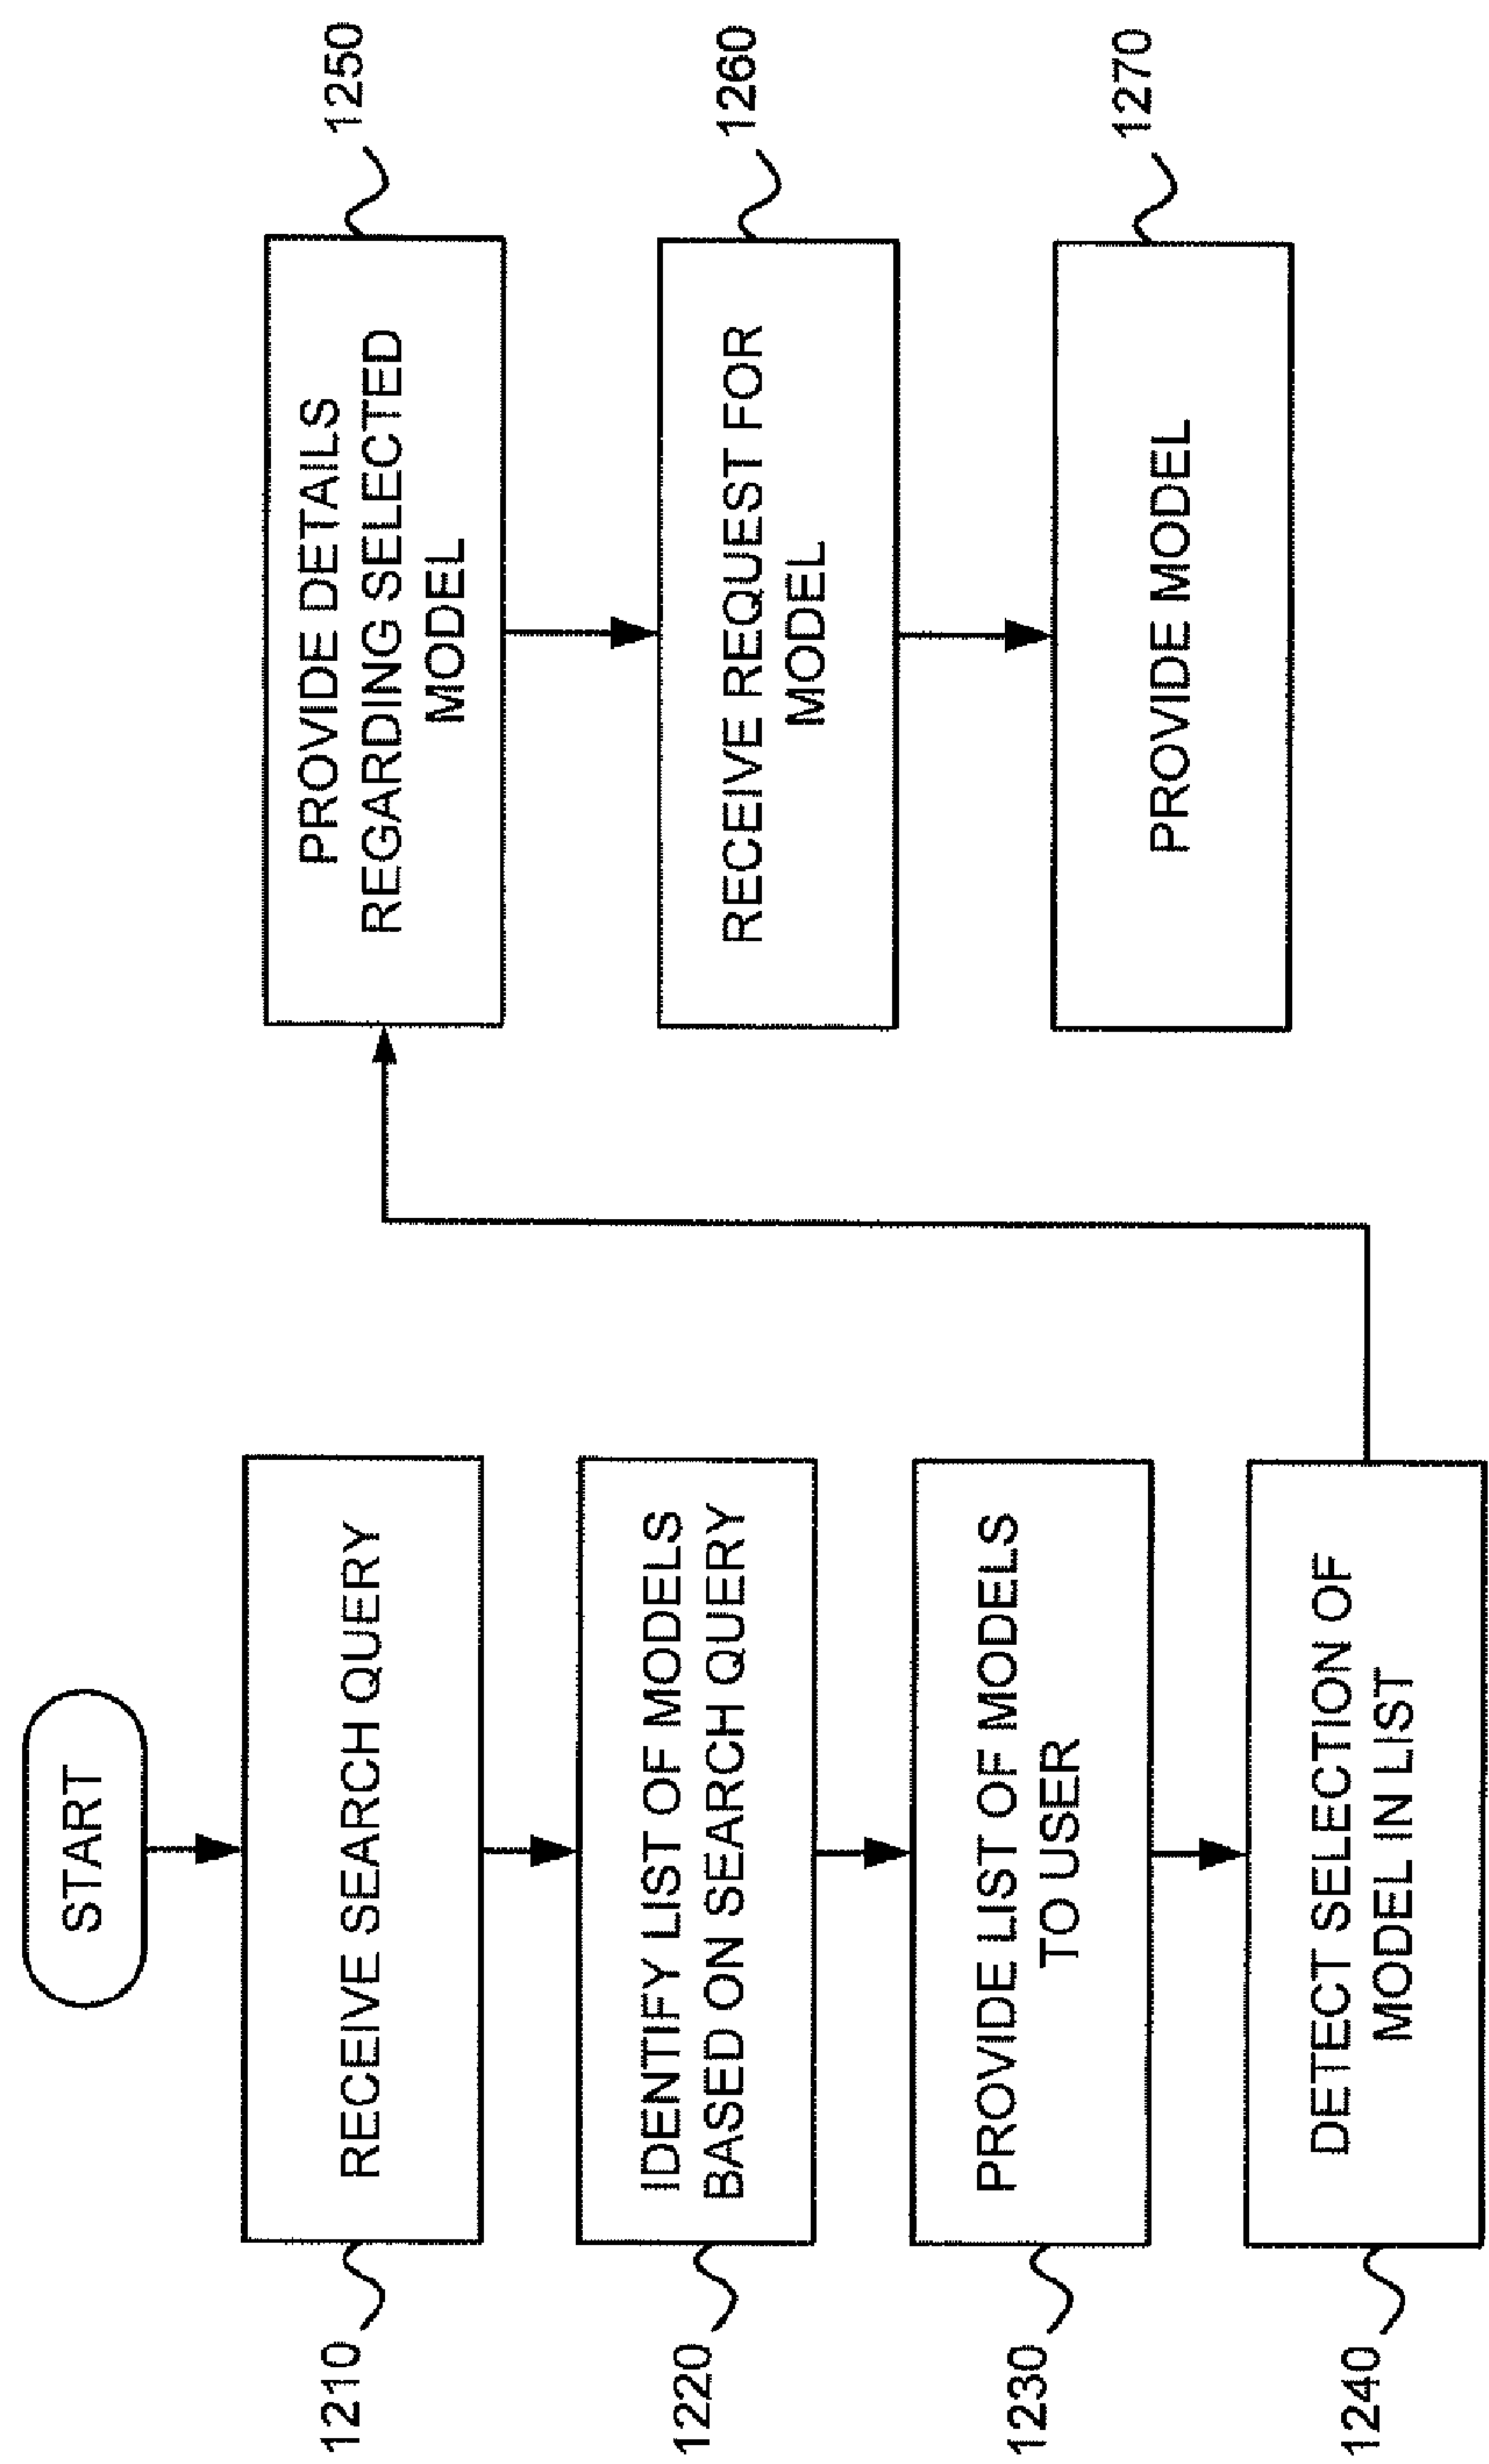 START
RECEIVE SEARCH QUERY
1210
IDENTIFY LIST OF MODELS
BASED ON SEARCH QUERY
1220
PROVIDE LIST OF MODELS
TO USER
1230
DETECT SELECTION OF
MODEL IN LIST
1240
PROVIDE DETAILS
REGARDING SELECTED
MODEL
1250
RECEIVE REQUEST FOR
MODEL
1260
PROVIDE MODEL
1270